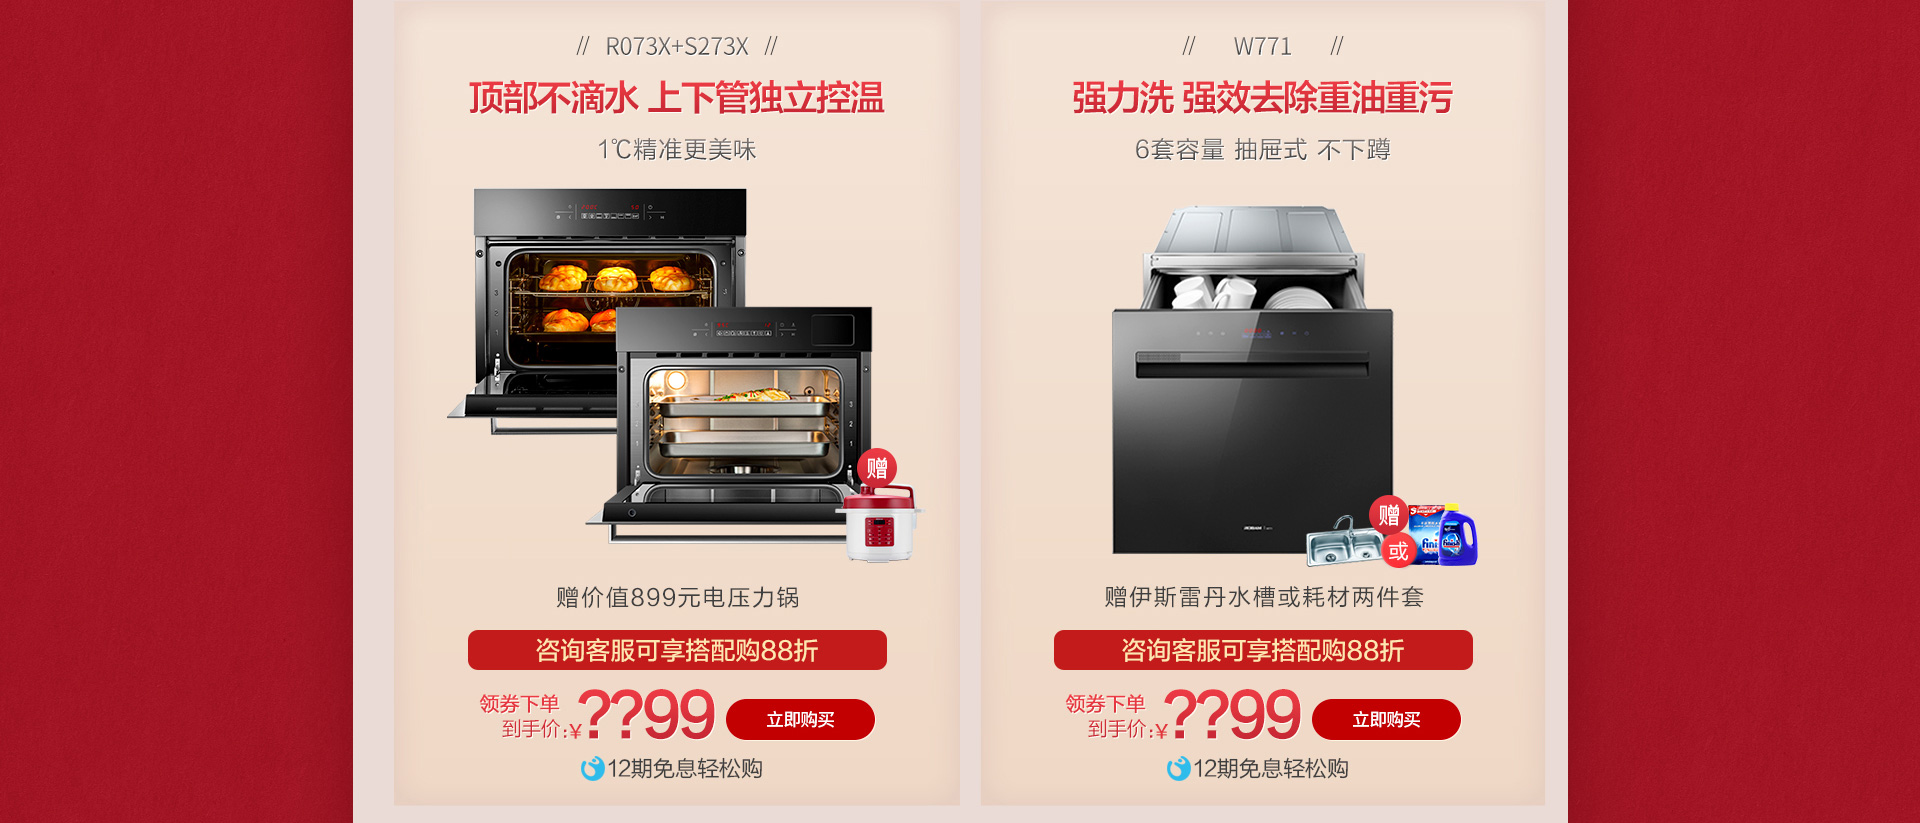 // R073X+S273X //
顶部不滴水 上下管独立控温
1℃精准更美味
赠
赠价值899元电压力锅
咨询客服可享搭配购88折
领券下单
到手价:¥??99
立即购买
12期免息轻松购
// W771 //
强力洗 强效去除重油重污
6套容量 抽屉式 不下蹲
赠
或
finish
赠伊斯雷丹水槽或耗材两件套
咨询客服可享搭配购88折
领券下单
到手价:¥??99
立即购买
12期免息轻松购